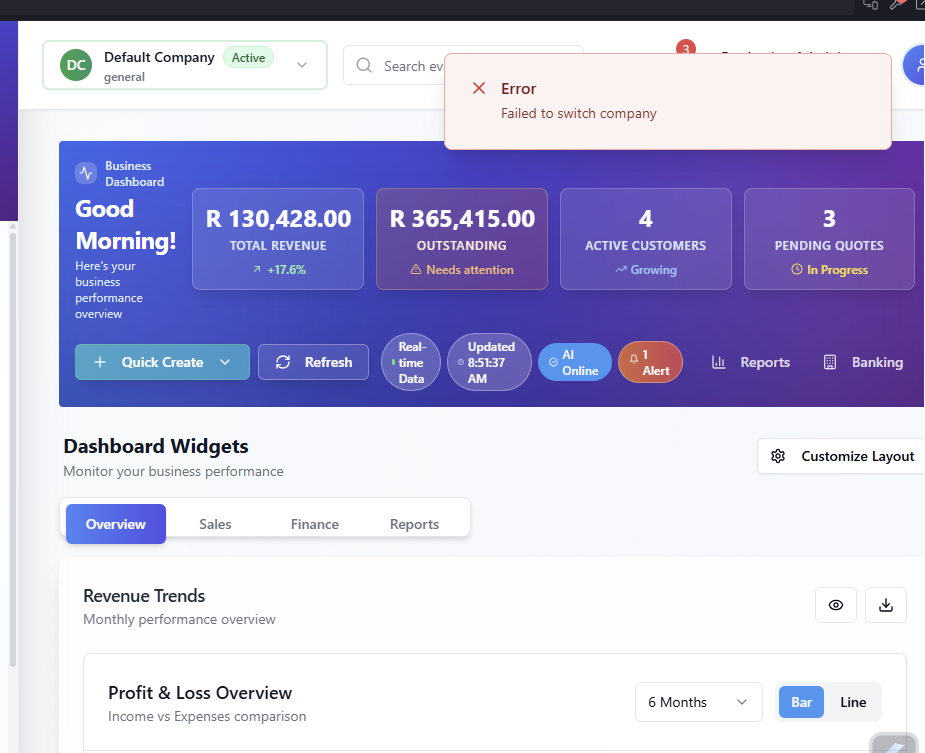 DC
Default Company
Active
general
Search ev
3
Error
Failed to switch company
Business
Dashboard
Good
Morning!
Here's your
business
performance
overview
R 130,428.00
TOTAL REVENUE
+17.6%
R 365,415.00
OUTSTANDING
Needs attention
4
ACTIVE CUSTOMERS
Growing
3
PENDING QUOTES
In Progress
Quick Create
Refresh
Real-
time
Data
Updated
8:51:37
AM
AI
Online
1
Alert
Reports
Banking
Dashboard Widgets
Monitor your business performance
Customize Layout
Overview
Sales
Finance
Reports
Revenue Trends
Monthly performance overview
Profit & Loss Overview
Income vs Expenses comparison
6 Months
Bar
Line